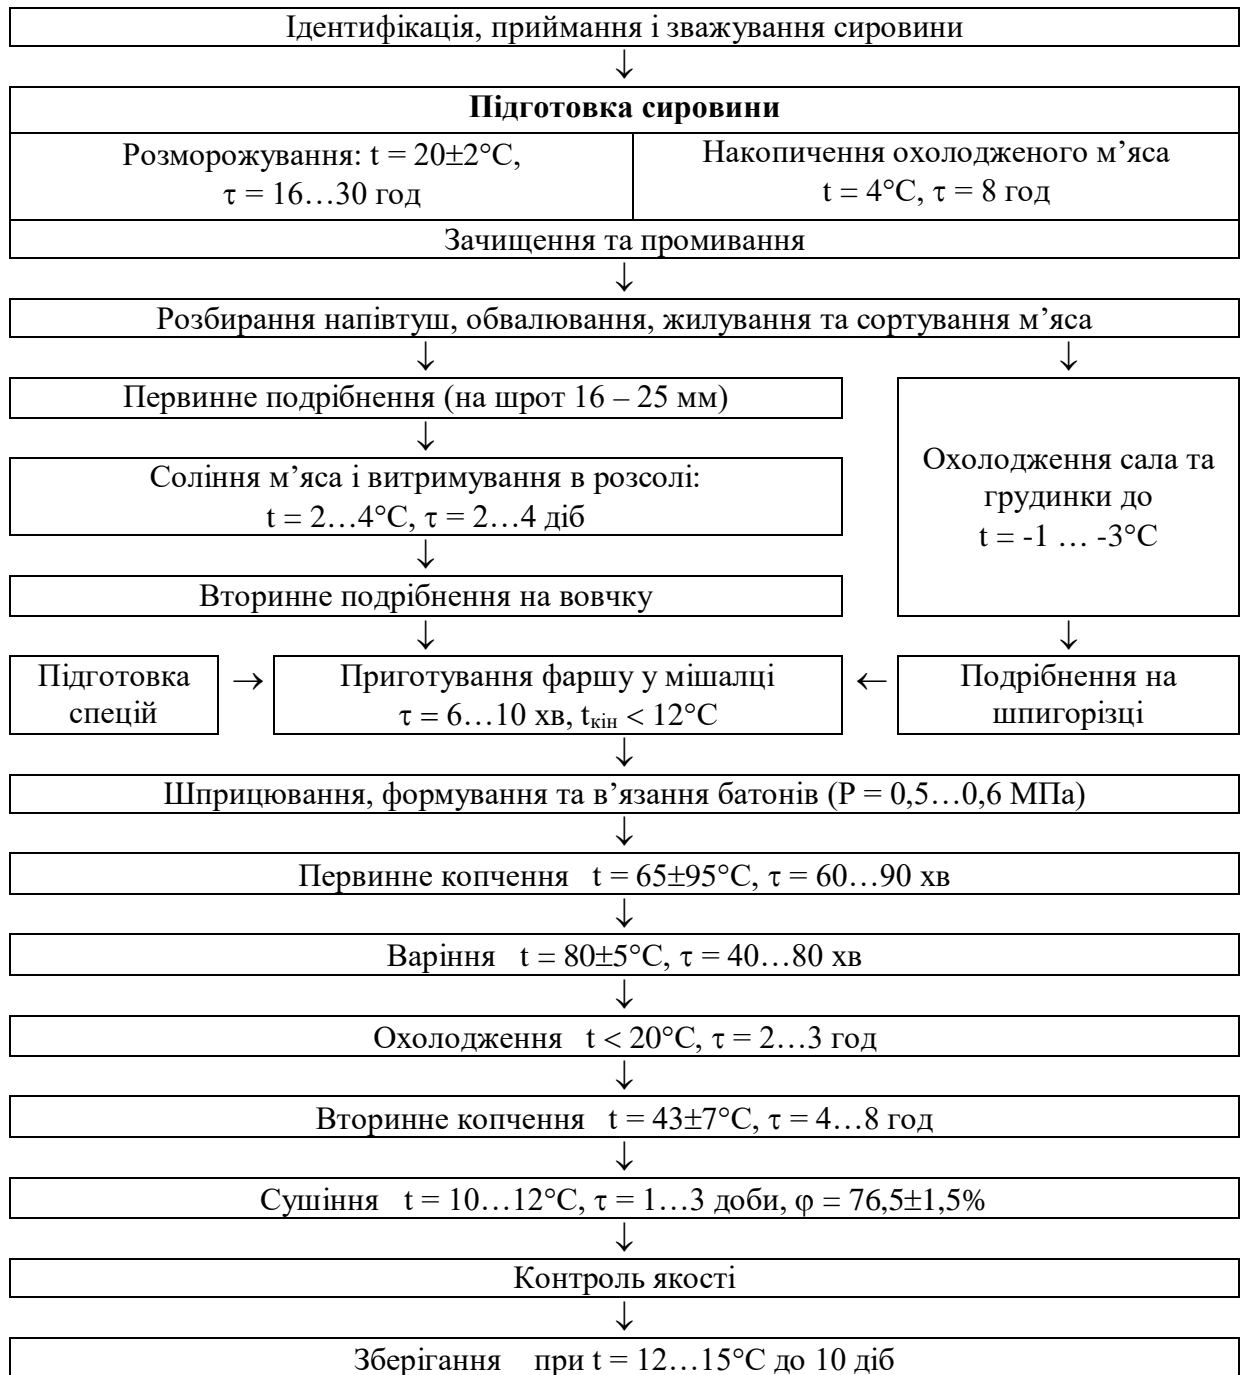 Ідентифікація, приймання і зважування сировини
↓
Підготовка сировини
Розморожування: t = 20±2°С,
τ = 16…30 год
Накопичення охолодженого м’яса
t = 4°С, τ = 8 год
Зачищення та промивання
↓
Розбирання напівтуш, обвалювання, жилування та сортування м’яса
↓ ↓
Первинне подрібнення (на шрот 16 – 25 мм)
↓
Соління м’яса і витримування в розсолі:
t = 2…4°С, τ = 2…4 діб
↓
Вторинне подрібнення на вовчку
Охолодження сала та
грудинки до
t = -1 … -3°С
↓ ↓
Підготовка
спецій
→
Приготування фаршу у мішалці
τ = 6…10 хв, tкін < 12°С
←
Подрібнення на
шпигорізці
↓
Шприцювання, формування та в’язання батонів (Р = 0,5…0,6 МПа)
↓
Первинне копчення t = 65±95°С, τ = 60…90 хв
↓
Варіння t = 80±5°С, τ = 40…80 хв
↓
Охолодження t < 20°С, τ = 2…3 год
↓
Вторинне копчення t = 43±7°С, τ = 4…8 год
↓
Сушіння t = 10…12°С, τ = 1…3 доби, φ = 76,5±1,5%
↓
Контроль якості
↓
Зберігання при t = 12…15°С до 10 діб